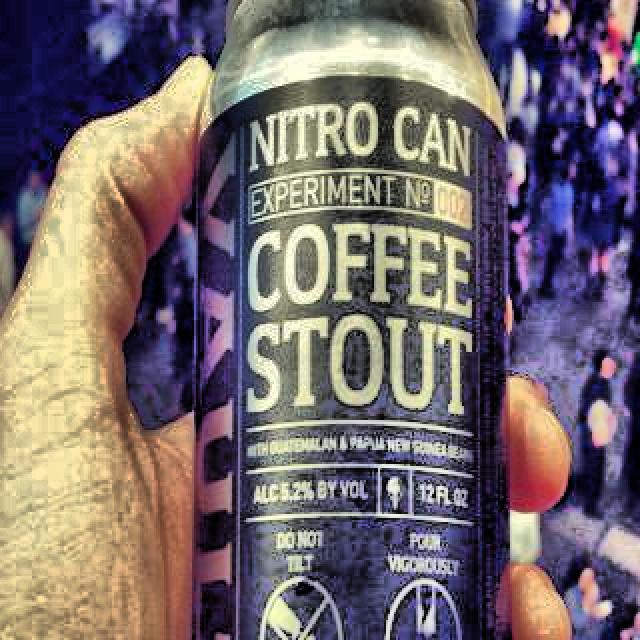 NITRO CAN
EXPERIMENT Nº 002
COFFEE
STOUT
WITH GUATEMALAN & PAPUA NEW GUINEA BEANS
ALC 5.2% BY VOL 12 FL OZ
DO NOT TILT
POUR VIGOROUSLY